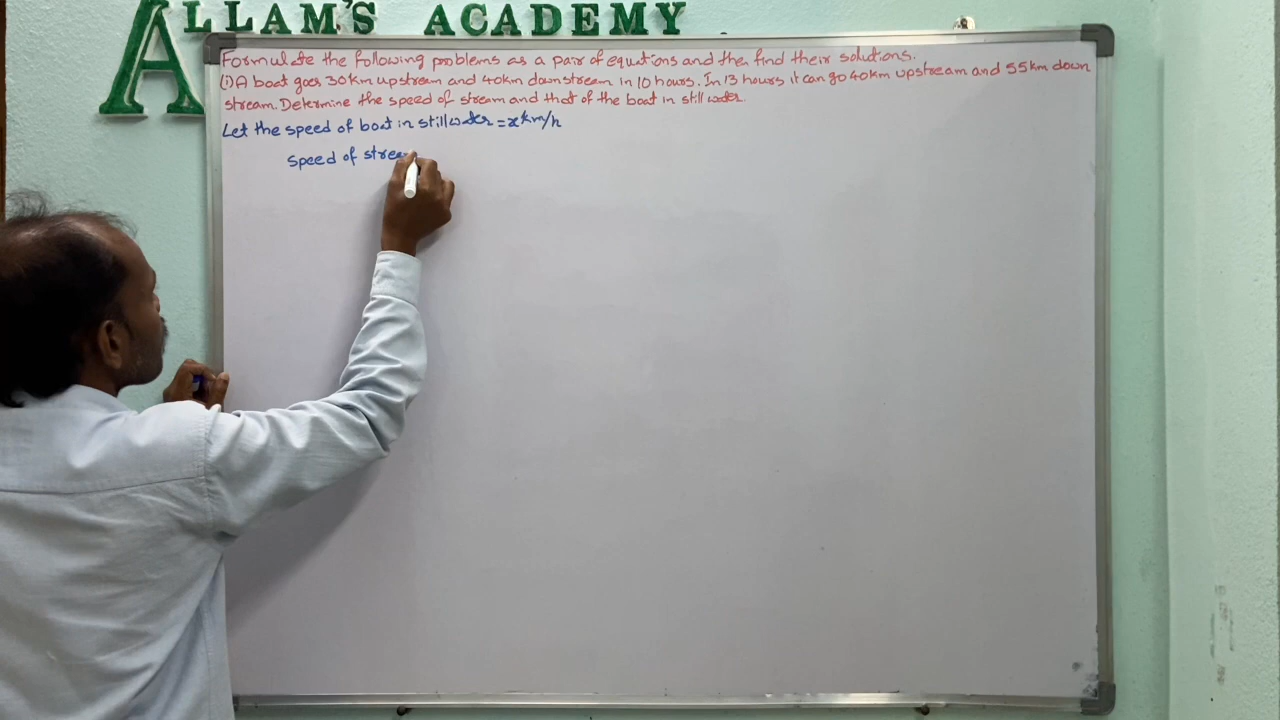 ALLAM'S ACADEMY
Formulate the following problems as a pair of equations and then find their solutions.
(i) A boat goes 30km upstream and 40km downstream in 10 hours. In 13 hours it can go 40km upstream and 55km down
stream. Determine the speed of stream and that of the boat in still water.
Let the speed of boat in still water = x km/h
Speed of strea